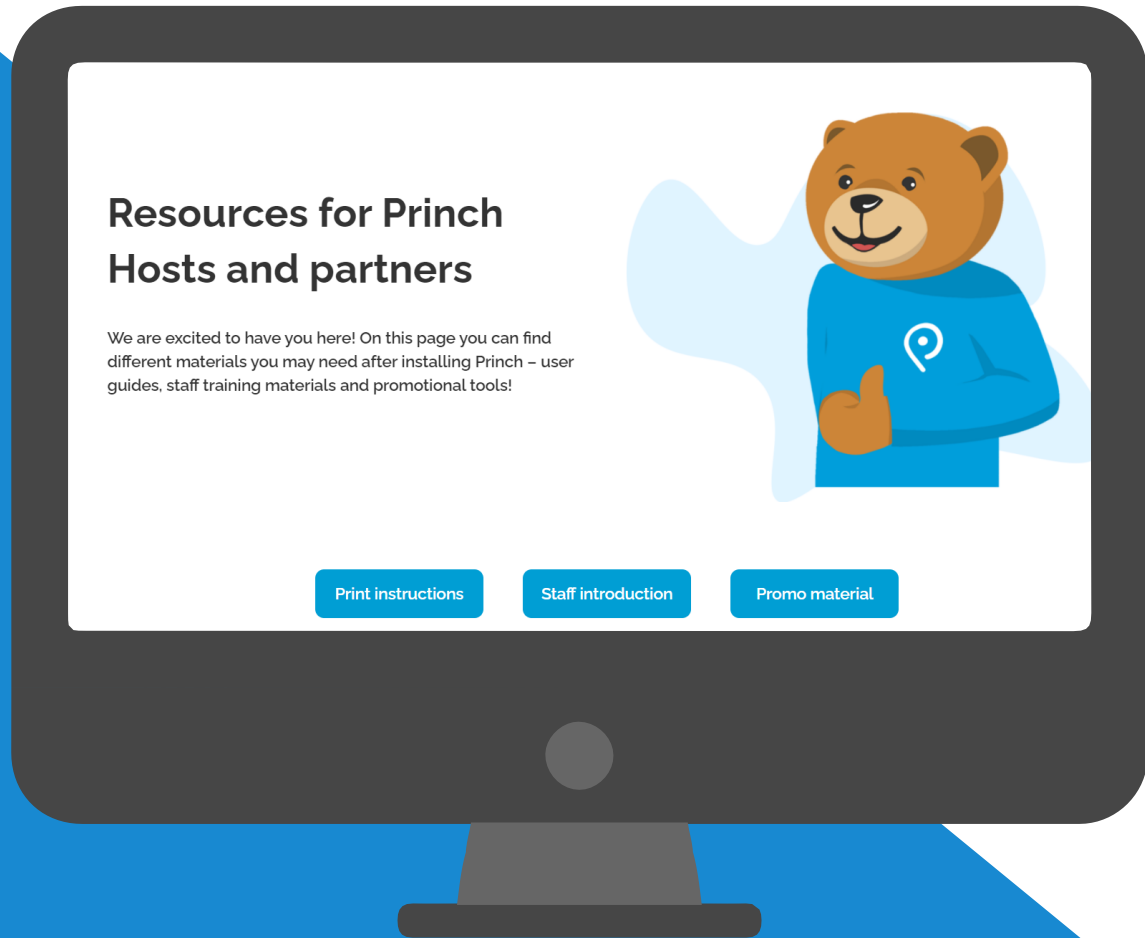 Resources for Princh
Hosts and partners
We are excited to have you here! On this page you can find
different materials you may need after installing Princh – user
guides, staff training materials and promotional tools!
Print instructions
Staff introduction
Promo material